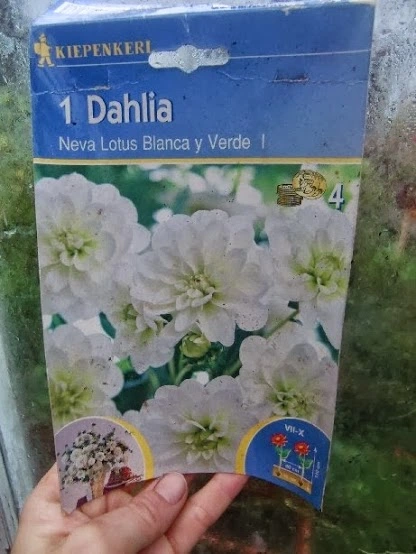 KIEPENKERL
1 Dahlia
Neva Lotus Blanca y Verde I
4
VII-X